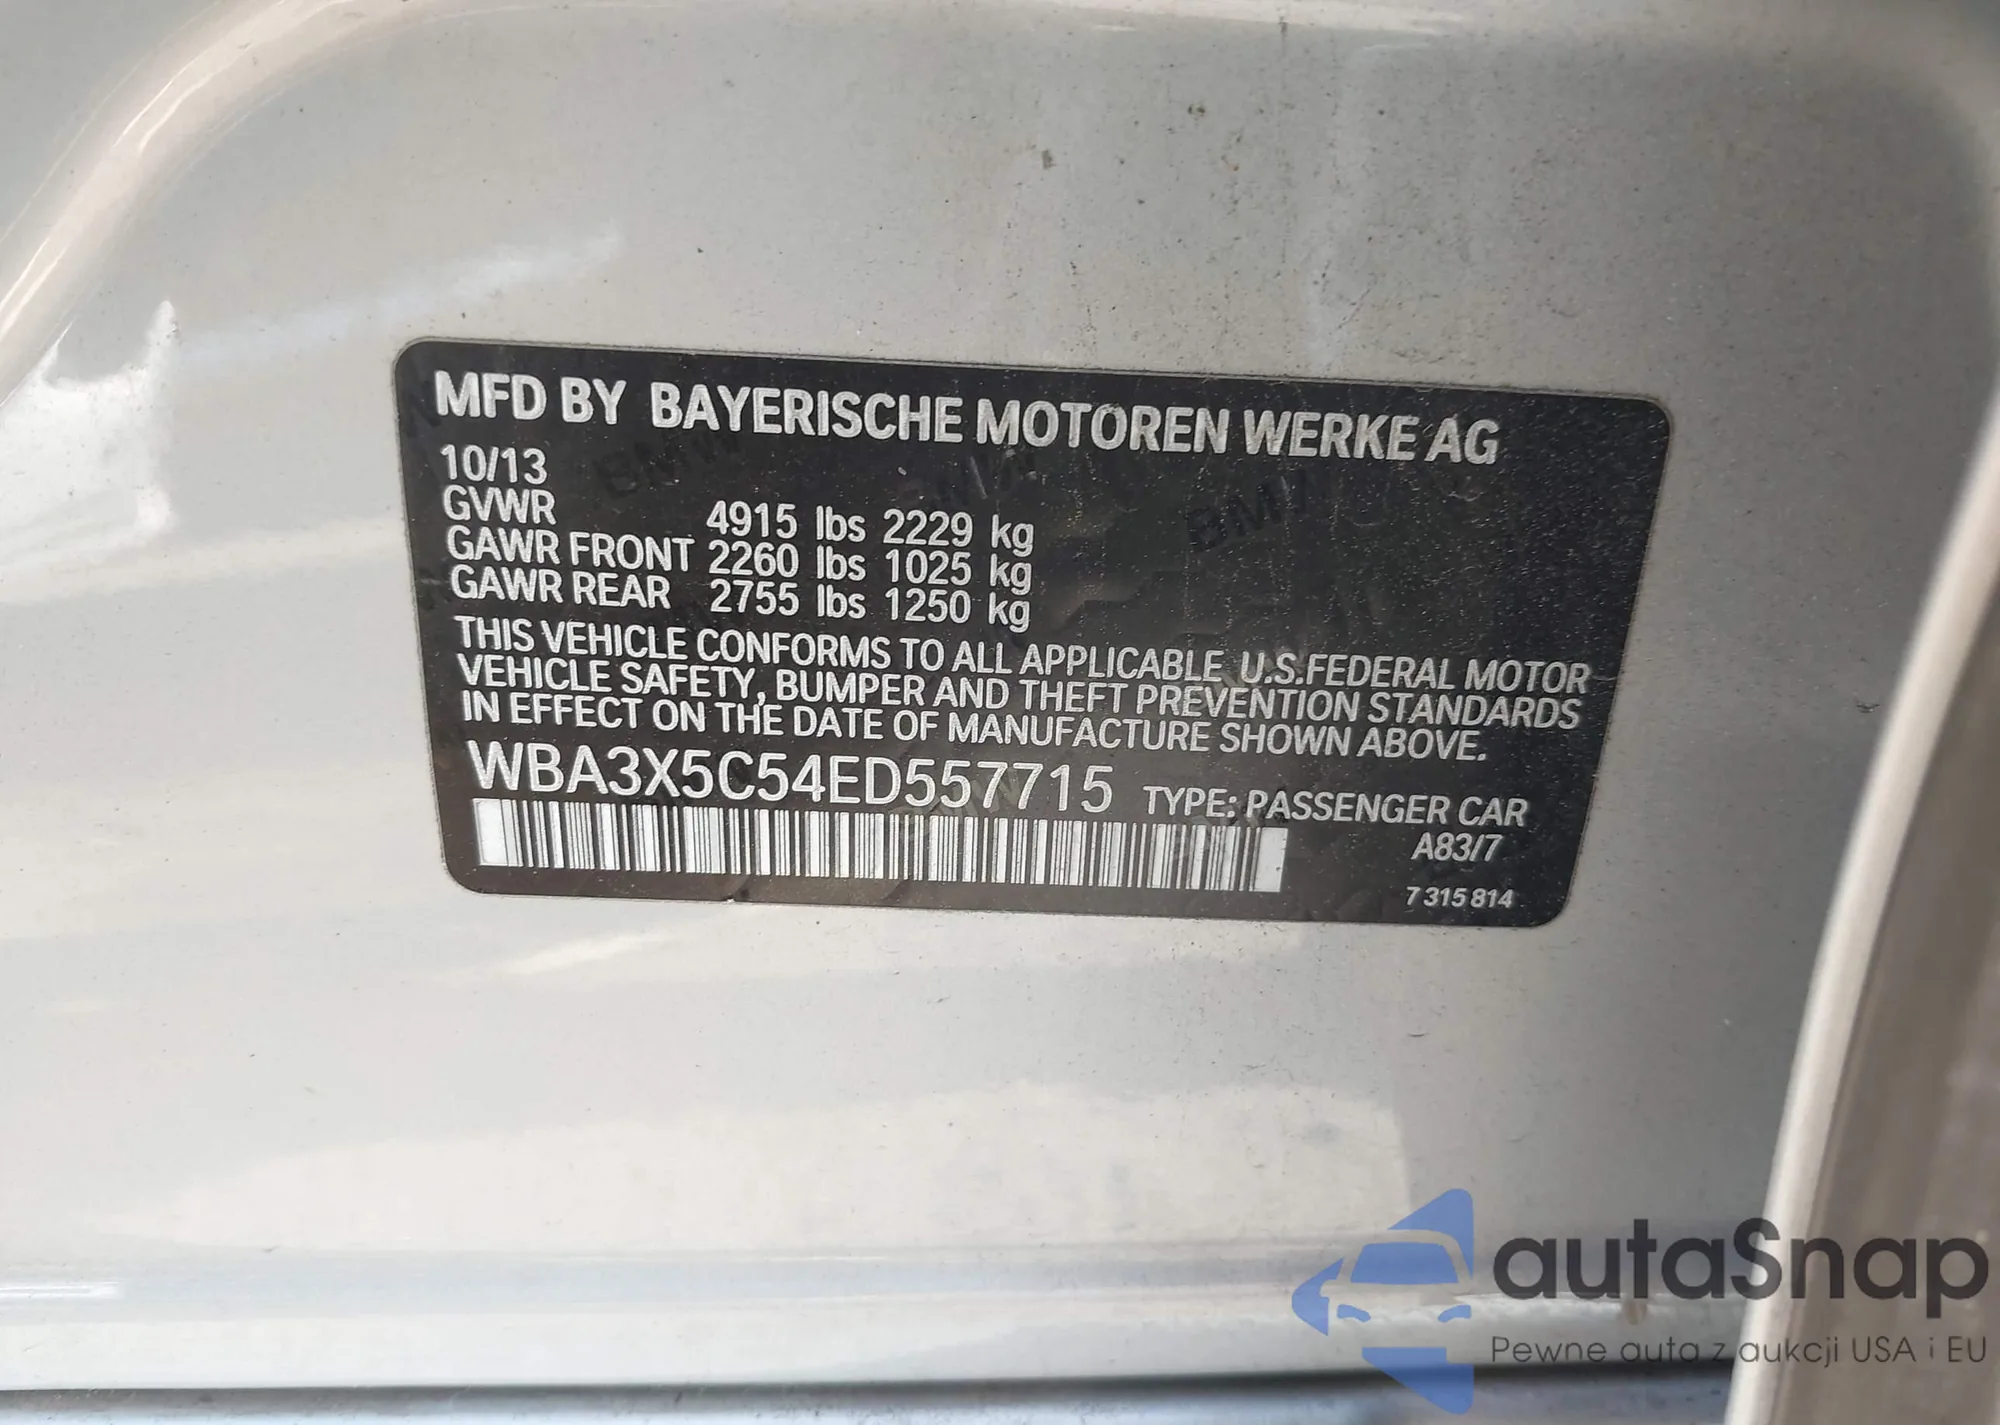 MFD BY BAYERISCHE MOTOREN WERKE AG
10/13
GVWR 4915 lbs 2229 kg
GAWR FRONT 2260 lbs 1025 kg
GAWR REAR 2755 lbs 1250 kg
THIS VEHICLE CONFORMS TO ALL APPLICABLE U.S.FEDERAL MOTOR
VEHICLE SAFETY, BUMPER AND THEFT PREVENTION STANDARDS
IN EFFECT ON THE DATE OF MANUFACTURE SHOWN ABOVE.
WBA3X5C54ED557715 TYPE: PASSENGER CAR
A83/7
7 315 814
autaSnap
Pewne auta z aukcji USA i EU